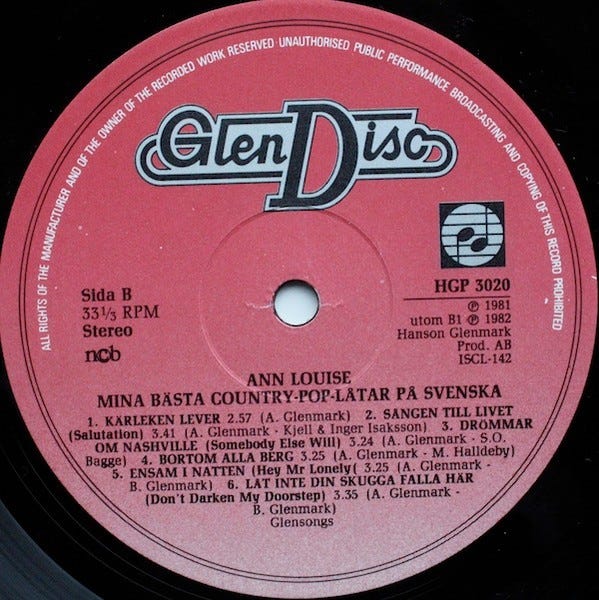 ALL RIGHTS OF THE MANUFACTURER AND OF THE OWNER OF THE RECORDED WORK RESERVED · UNAUTHORISED PUBLIC PERFORMANCE BROADCASTING AND COPYING OF THIS RECORD PROHIBITED
Glen Disc
Sida B
33⅓ RPM
Stereo
ncb
HGP 3020
℗ 1981
utom B1 ℗ 1982
Hanson Glenmark
Prod. AB
ISCL-142
ANN LOUISE
MINA BÄSTA COUNTRY-POP-LÅTAR PÅ SVENSKA
1. KÄRLEKEN LEVER 2.57 (A. Glenmark) 2. SÅNGEN TILL LIVET
(Salutation) 3.41 (A. Glenmark - Kjell & Inger Isaksson) 3. DRÖMMAR
OM NASHVILLE (Somebody Else Will) 3.24 (A. Glenmark - S.O.
Bagge) 4. BORTOM ALLA BERG 3.25 (A. Glenmark - M. Halldeby)
5. ENSAM I NATTEN (Hey Mr Lonely( 3.25 (A. Glenmark -
B. Glenmark) 6. LÅT INTE DIN SKUGGA FALLA HÄR
(Don't Darken My Doorstep) 3.35 (A. Glenmark -
B. Glenmark)
Glensongs